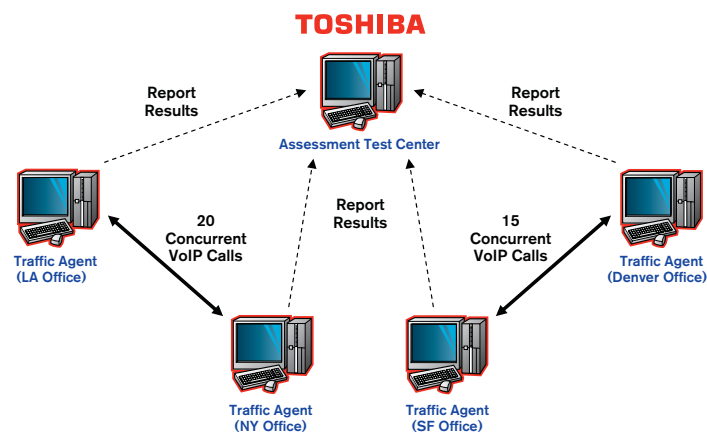 TOSHIBA
Report
Results
Report
Results
Assessment Test Center
Report
Results
20
Concurrent
VoIP Calls
15
Concurrent
VoIP Calls
Traffic Agent
(LA Office)
Traffic Agent
(Denver Office)
Traffic Agent
(NY Office)
Traffic Agent
(SF Office)